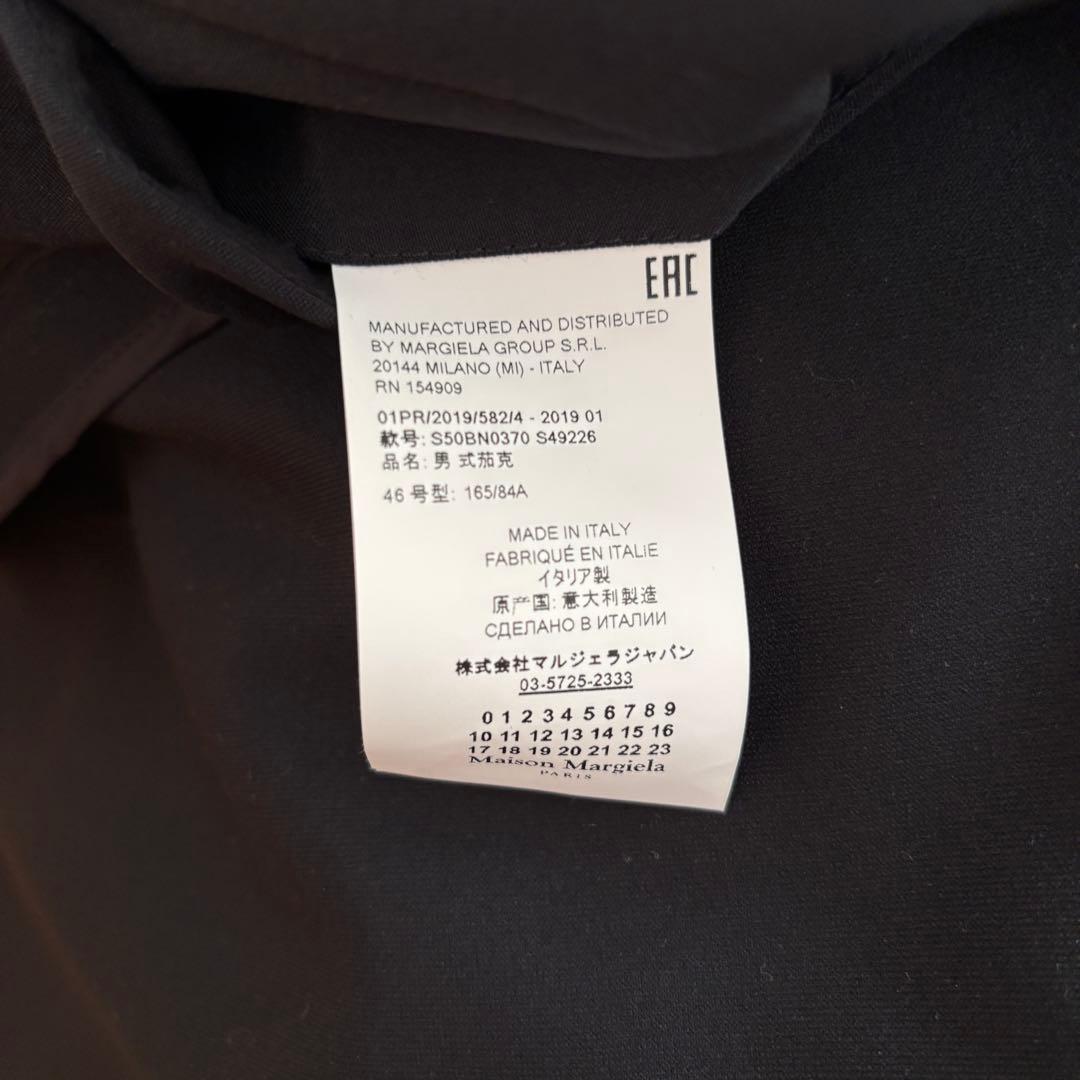 EAC
MANUFACTURED AND DISTRIBUTED
BY MARGIELA GROUP S.R.L.
20144 MILANO (MI) - ITALY
RN 154909
01PR/2019/582/4 - 2019 01
款号: S50BN0370 S49226
品名: 男 式茄克
46 号型: 165/84A
MADE IN ITALY
FABRIQUÉ EN ITALiE
イタリア製
原产国: 意大利製造
СДЕЛАНО В ИТАЛИИ
株式会社マルジェラジャパン
03-5725-2333
0 1 2 3 4 5 6 7 8 9
10 11 12 13 14 15 16
17 18 19 20 21 22 23
Maison Margiela
PARIS